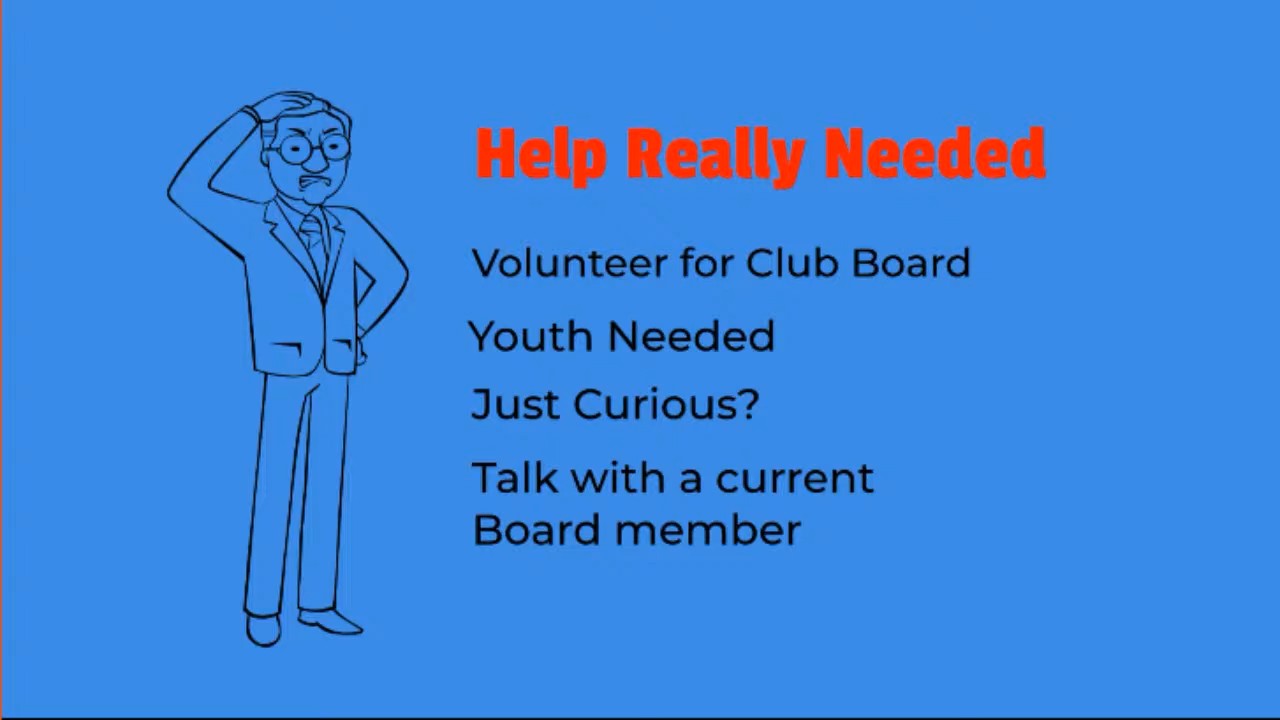 Help Really Needed
Volunteer for Club Board
Youth Needed
Just Curious?
Talk with a current
Board member